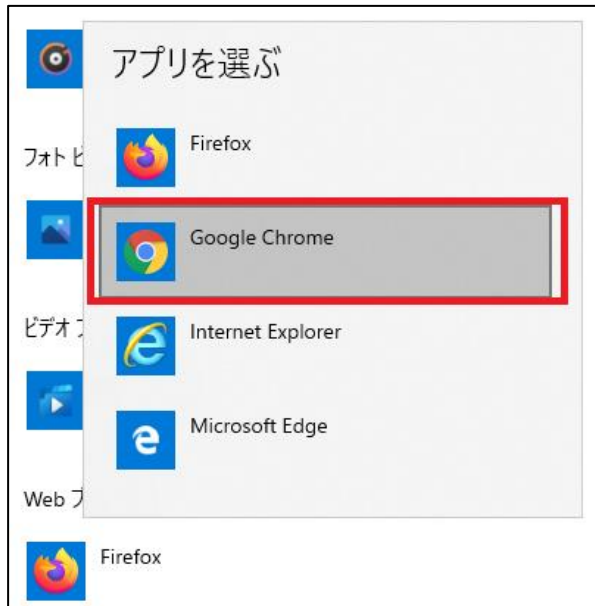 アプリを選ぶ
Firefox
フォト ビ
Google Chrome
ビデオ
Internet Explorer
Microsoft Edge
Web ブ
Firefox